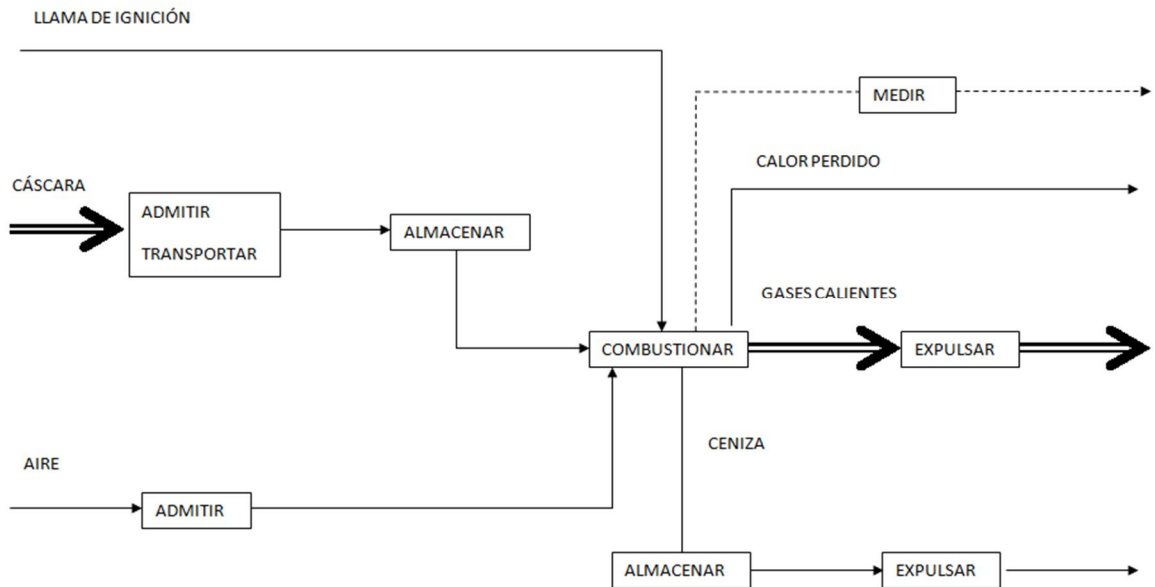 LLAMA DE IGNICIÓN
MEDIR
CALOR PERDIDO
CÁSCARA
ADMITIR
TRANSPORTAR
ALMACENAR
GASES CALIENTES
COMBUSTIONAR
EXPULSAR
CENIZA
AIRE
ADMITIR
ALMACENAR
EXPULSAR